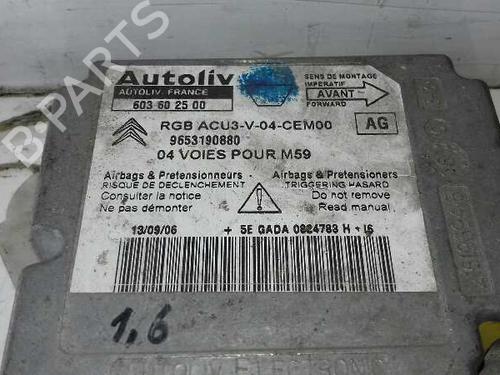 B-PARTS
Autoliv
AUTOLIV. FRANCE
603 60 25 00
SENS DE MONTAGE
IMPERATIF
AVANT
FORWARD
RGB ACU3-V-04-CEM00
AG
9653190880
04 VOIES POUR M59
Airbags & Pretensionneurs
RISQUE DE DECLENCHEMENT
Consulter la notice
Ne pas démonter
Airbags & Pretensioners
TRIGGERING HASARD
Do not remove
Read manual
13/09/06 + 5E GADA 0824783 H + I6
1,6